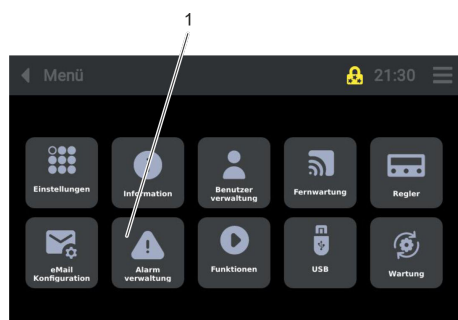 1
Menü
21:30
Einstellungen
Information
Benutzer
verwaltung
Fernwartung
Regler
eMail
Konfiguration
Alarm
verwaltung
Funktionen
USB
Wartung